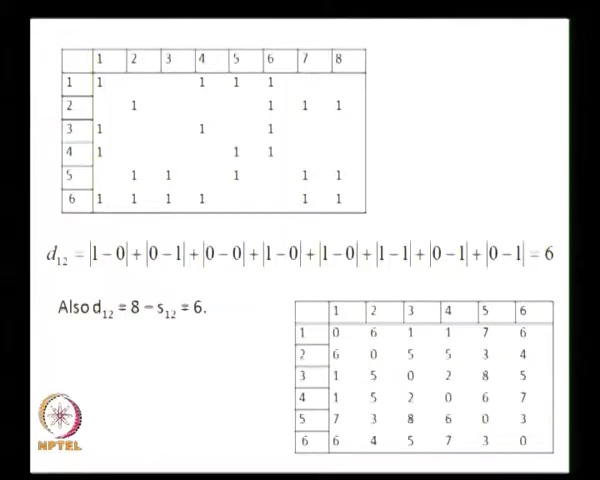 1 2 3 4 5 6 7 8
1 1 1 1 1
2 1 1 1 1
3 1 1 1
4 1 1 1
5 1 1 1 1 1
6 1 1 1 1 1 1
d₁₂ = |1 − 0| + |0 − 1| + |0 − 0| + |1 − 0| + |1 − 0| + |1 − 1| + |0 − 1| + |0 − 1| = 6
Also d₁₂ = 8 – s₁₂ = 6.
1 2 3 4 5 6
1 0 6 1 1 7 6
2 6 0 5 5 3 4
3 1 5 0 2 8 5
4 1 5 2 0 6 7
5 7 3 8 6 0 3
6 6 4 5 7 3 0
NPTEL